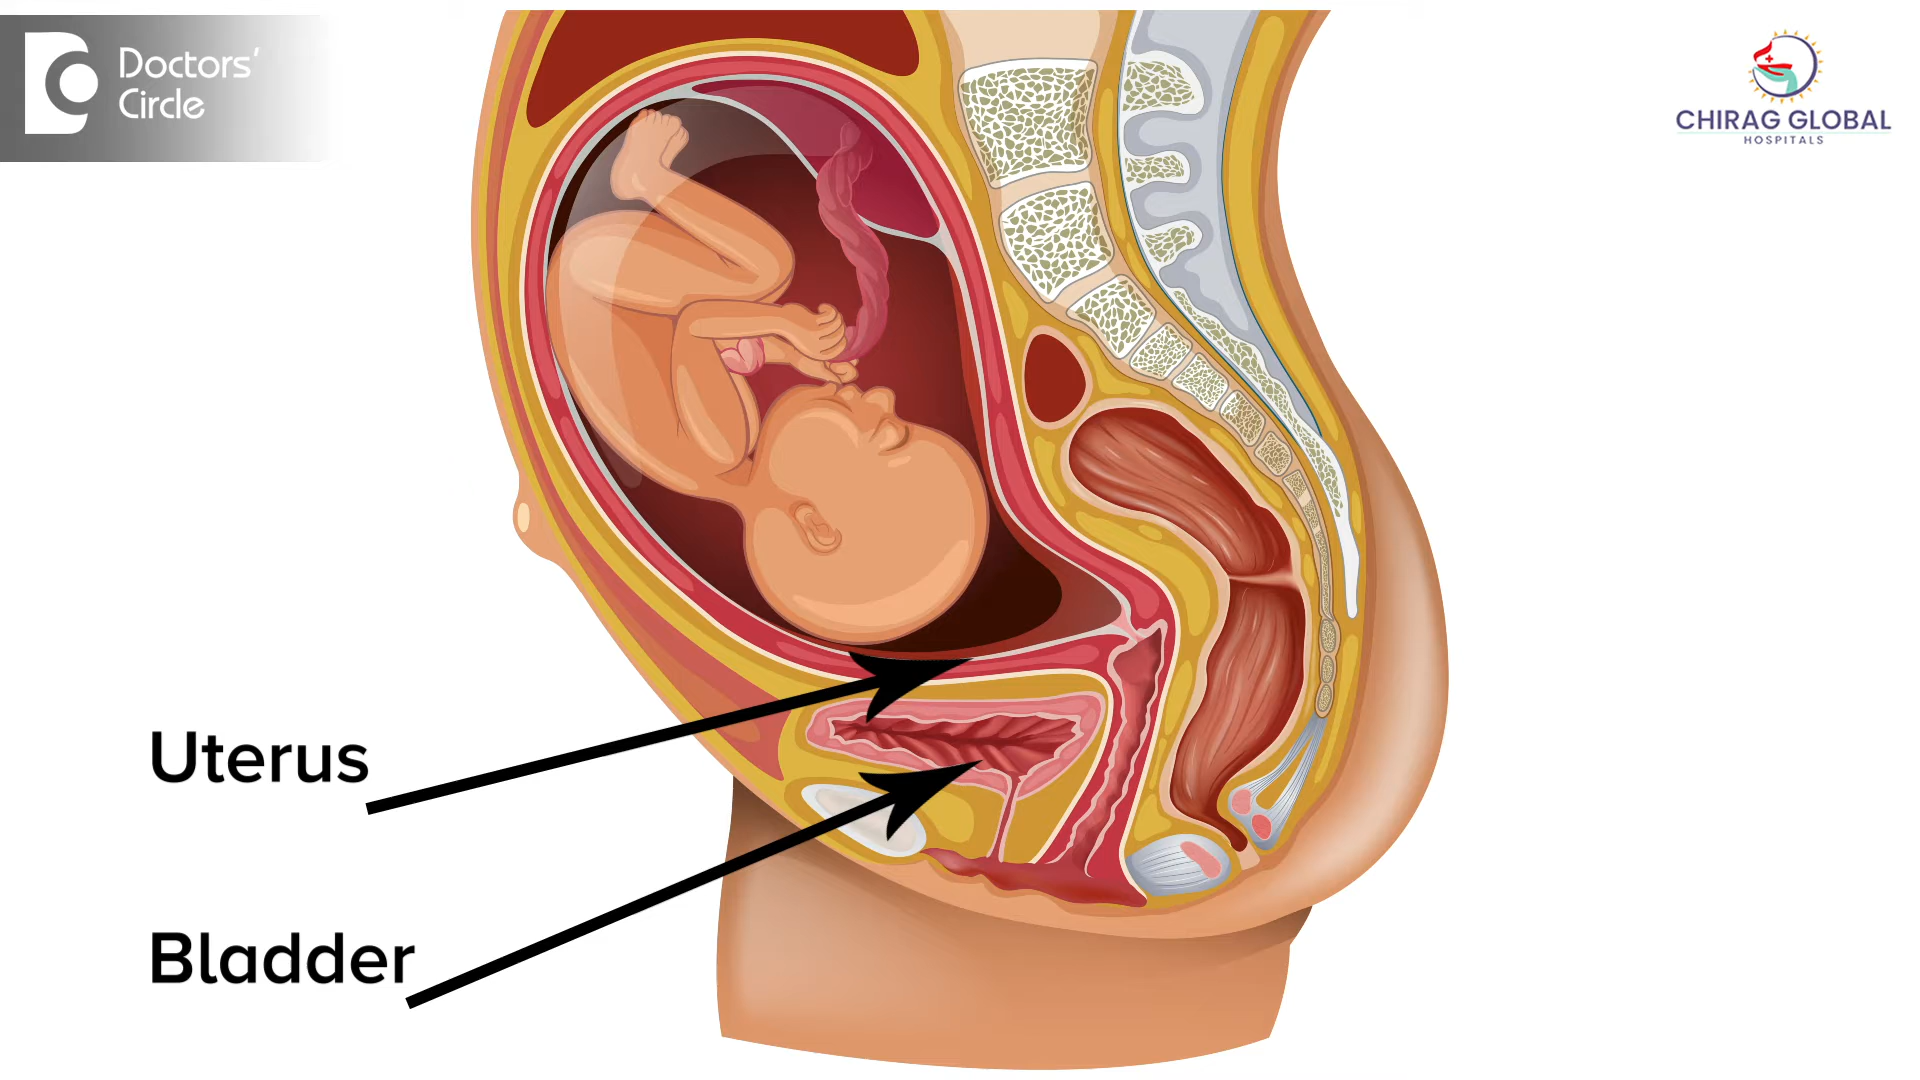 Doctors'
Circle
CHIRAG GLOBAL
HOSPITALS
Uterus
Bladder